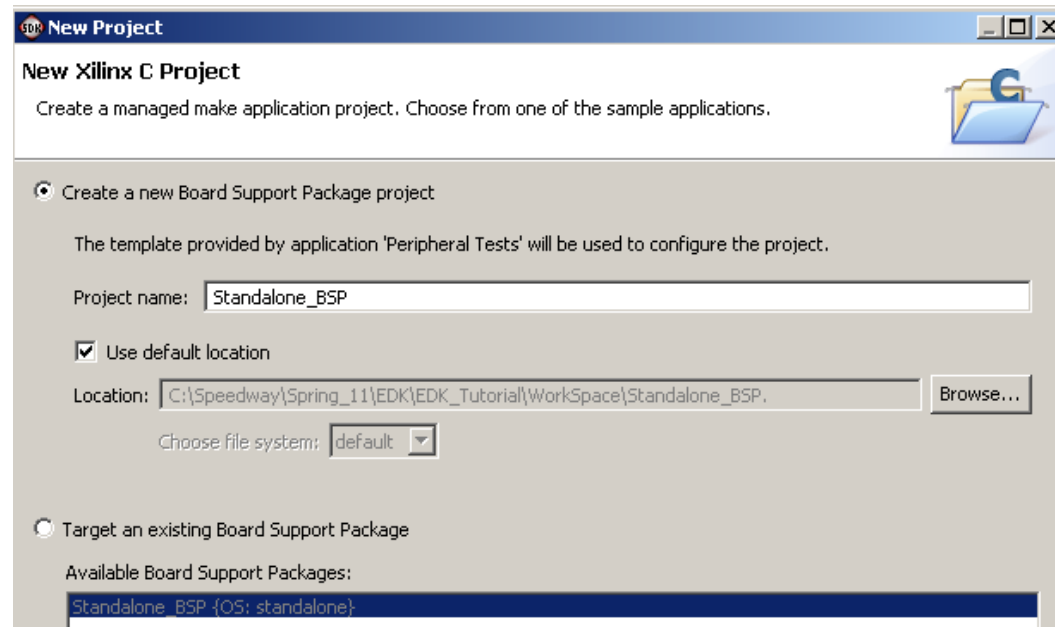 SDK New Project
New Xilinx C Project
Create a managed make application project. Choose from one of the sample applications.
C
Create a new Board Support Package project
The template provided by application 'Peripheral Tests' will be used to configure the project.
Project name: Standalone_BSP
Use default location
Location: C:\Speedway\Spring_11\EDK\EDK_Tutorial\WorkSpace\Standalone_BSP. Browse...
Choose file system: default
Target an existing Board Support Package
Available Board Support Packages:
Standalone_BSP {OS: standalone}